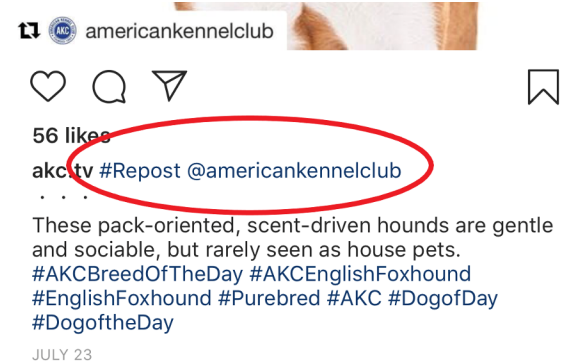 AKC americankennelclub
56 likes
akc.tv #Repost @americankennelclub
. . .
These pack-oriented, scent-driven hounds are gentle
and sociable, but rarely seen as house pets.
#AKCBreedOfTheDay #AKCEnglishFoxhound
#EnglishFoxhound #Purebred #AKC #DogofDay
#DogoftheDay
JULY 23